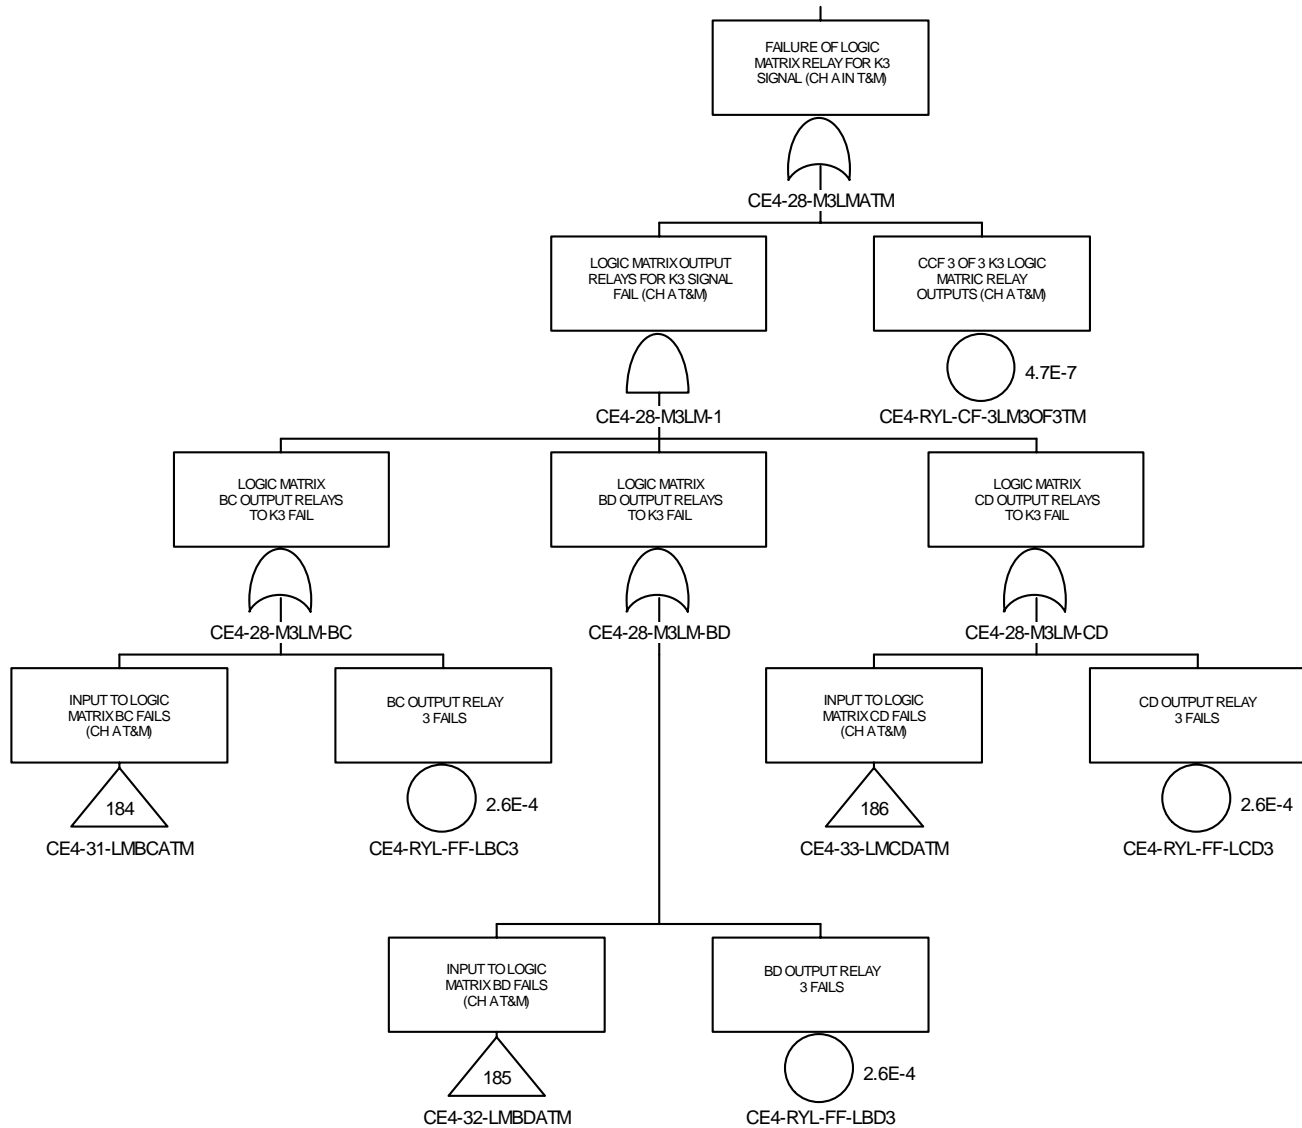 FAILURE OF LOGIC
MATRIX RELAY FOR K3
SIGNAL (CH A IN T&M)
CE4-28-M3LMATM
LOGIC MATRIX OUTPUT
RELAYS FOR K3 SIGNAL
FAIL (CH A T&M)
CE4-28-M3LM-1
CCF 3 OF 3 K3 LOGIC
MATRIC RELAY
OUTPUTS (CH A T&M)
4.7E-7
CE4-RYL-CF-3LM3OF3TM
LOGIC MATRIX
BC OUTPUT RELAYS
TO K3 FAIL
CE4-28-M3LM-BC
LOGIC MATRIX
BD OUTPUT RELAYS
TO K3 FAIL
CE4-28-M3LM-BD
LOGIC MATRIX
CD OUTPUT RELAYS
TO K3 FAIL
CE4-28-M3LM-CD
INPUT TO LOGIC
MATRIX BC FAILS
(CH A T&M)
184
CE4-31-LMBCATM
BC OUTPUT RELAY
3 FAILS
2.6E-4
CE4-RYL-FF-LBC3
INPUT TO LOGIC
MATRIX CD FAILS
(CH A T&M)
186
CE4-33-LMCDATM
CD OUTPUT RELAY
3 FAILS
2.6E-4
CE4-RYL-FF-LCD3
INPUT TO LOGIC
MATRIX BD FAILS
(CH A T&M)
185
CE4-32-LMBDATM
BD OUTPUT RELAY
3 FAILS
2.6E-4
CE4-RYL-FF-LBD3